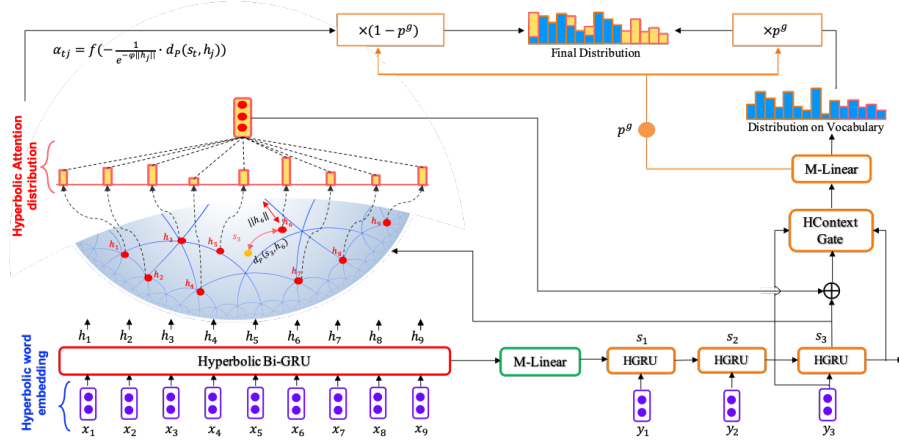 α_{tj} = f(-\frac{1}{e^{-φ||h_j||}} · d_P(s_t, h_j))
×(1 − p^g)
Final Distribution
×p^g
p^g
Distribution on Vocabulary
M-Linear
HContext
Gate
Hyperbolic Attention
distribution
h_1
h_2
h_3
h_4
h_5
s_3
||h_6||
h_6
d_P(s_3, h_6)
h_7
h_8
h_9
h_1 h_2 h_3 h_4 h_5 h_6 h_7 h_8 h_9
Hyperbolic Bi-GRU
M-Linear
s_1 s_2 s_3
HGRU HGRU HGRU
Hyperbolic word
embedding
x_1 x_2 x_3 x_4 x_5 x_6 x_7 x_8 x_9
y_1 y_2 y_3